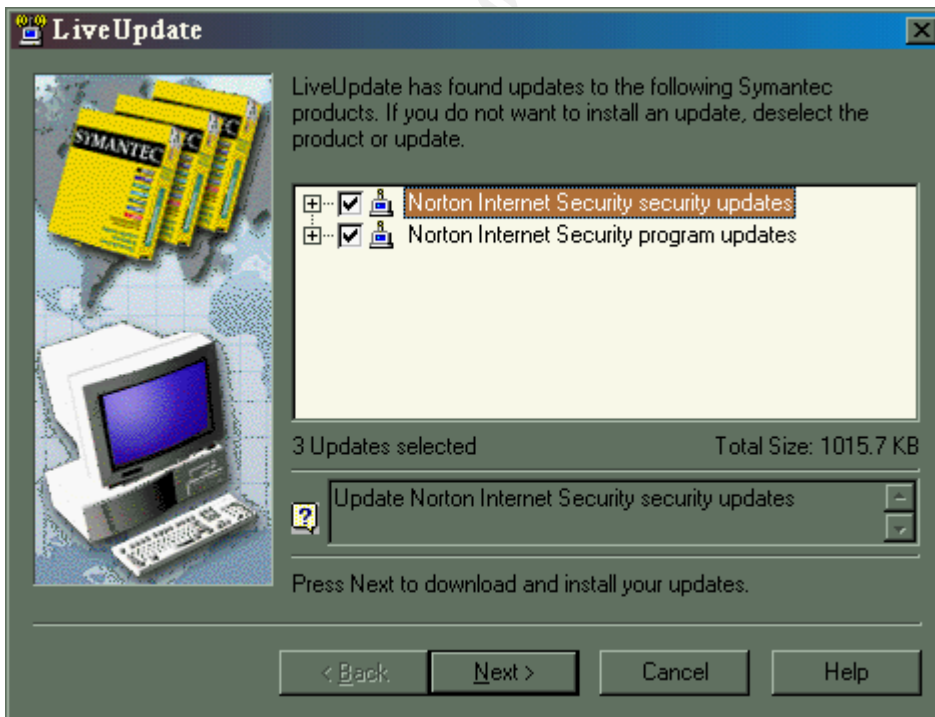 LiveUpdate
LiveUpdate has found updates to the following Symantec
products. If you do not want to install an update, deselect the
product or update.
SYMANTEC
Norton Internet Security security updates
Norton Internet Security program updates
3 Updates selected
Total Size: 1015.7 KB
Update Norton Internet Security security updates
Press Next to download and install your updates.
< Back
Next >
Cancel
Help